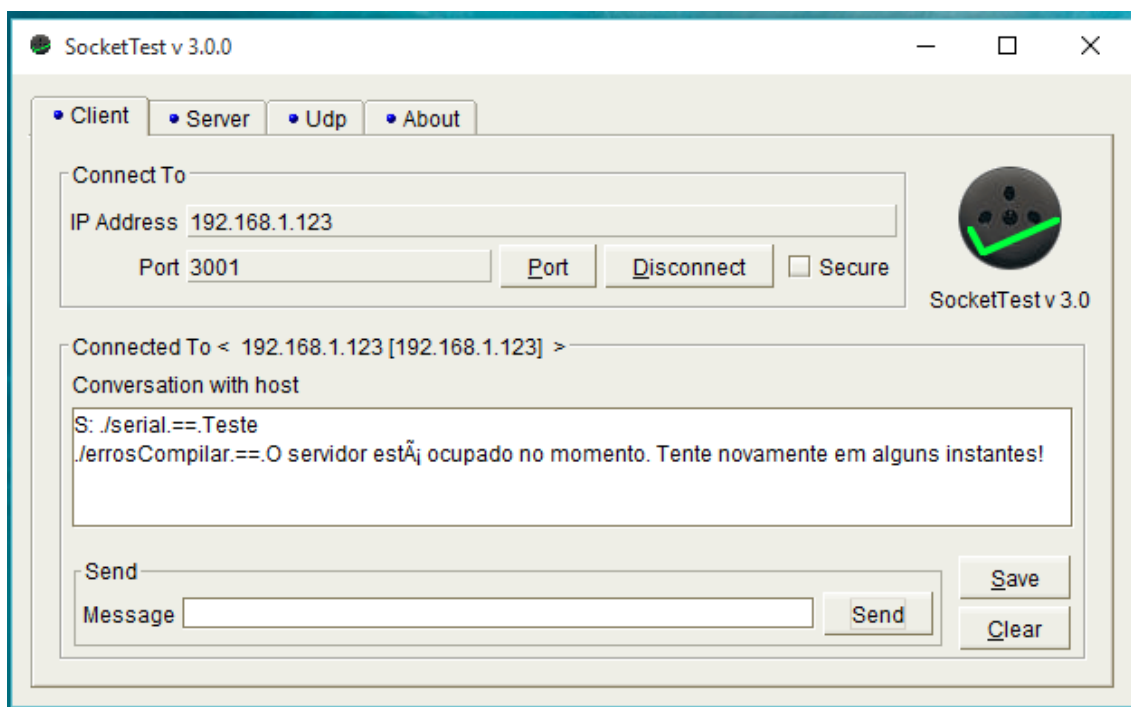 SocketTest v 3.0.0
Client
Server
Udp
About
Connect To
IP Address 192.168.1.123
Port 3001 Port Disconnect Secure
SocketTest v 3.0
Connected To < 192.168.1.123 [192.168.1.123] >
Conversation with host
S: ./serial.==.Teste
./errosCompilar.==.O servidor estÃ¡ ocupado no momento. Tente novamente em alguns instantes!
Send
Message Send
Save
Clear